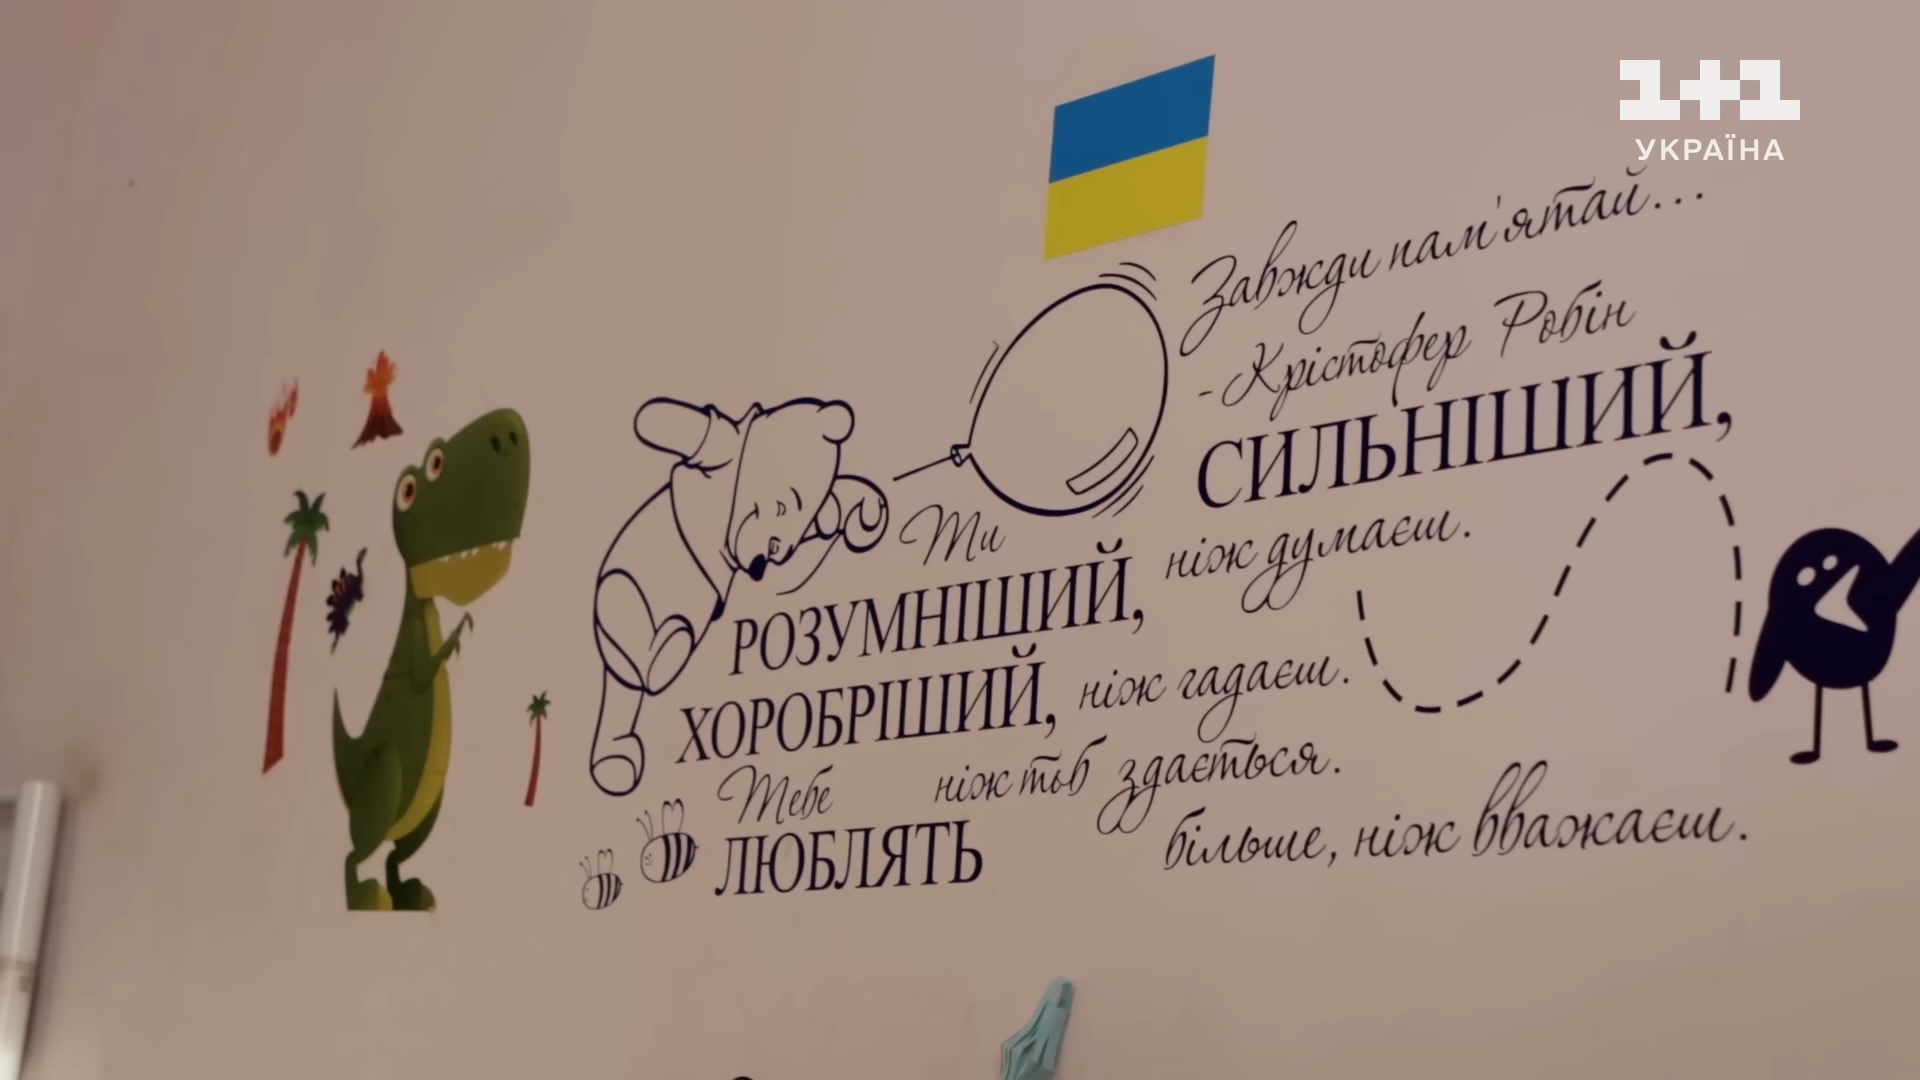 1+1
УКРАЇНА
Завжди пам'ятай...
-Крістофер Робін
СИЛЬНІШИЙ,
Ти
РОЗУМНІШИЙ, ніж думаєш.
ХОРОБРІШИЙ, ніж гадаєш.
Тебе ніж тоб здається.
ЛЮБЛЯТЬ більше, ніж вважаєш.